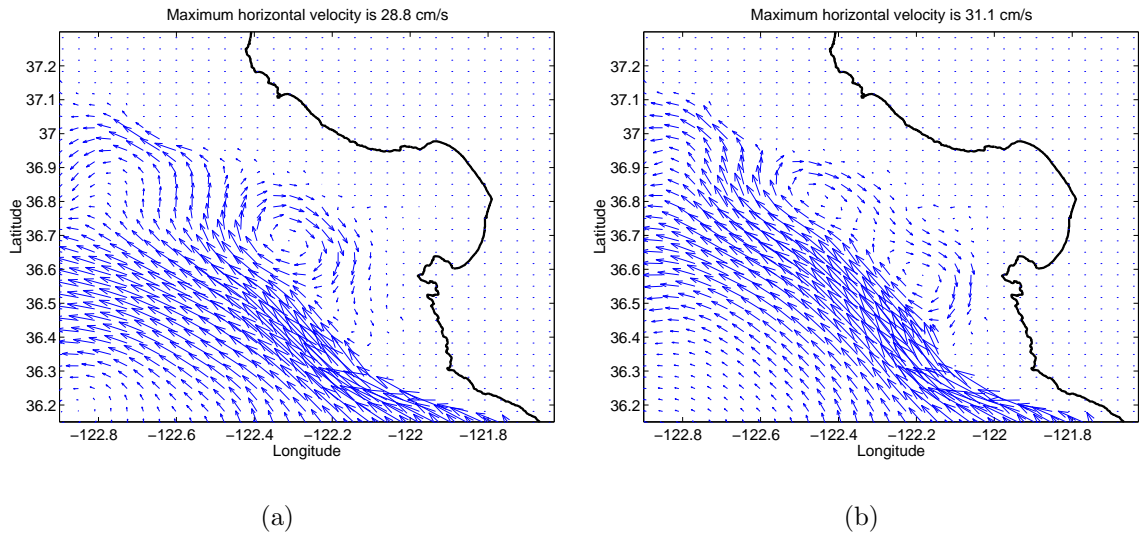 Maximum horizontal velocity is 28.8 cm/s
37.2
37.1
37
36.9
36.8
36.7
36.6
36.5
36.4
36.3
36.2
Latitude
−122.8 −122.6 −122.4 −122.2 −122 −121.8
Longitude
(a)
Maximum horizontal velocity is 31.1 cm/s
37.2
37.1
37
36.9
36.8
36.7
36.6
36.5
36.4
36.3
36.2
Latitude
−122.8 −122.6 −122.4 −122.2 −122 −121.8
Longitude
(b)